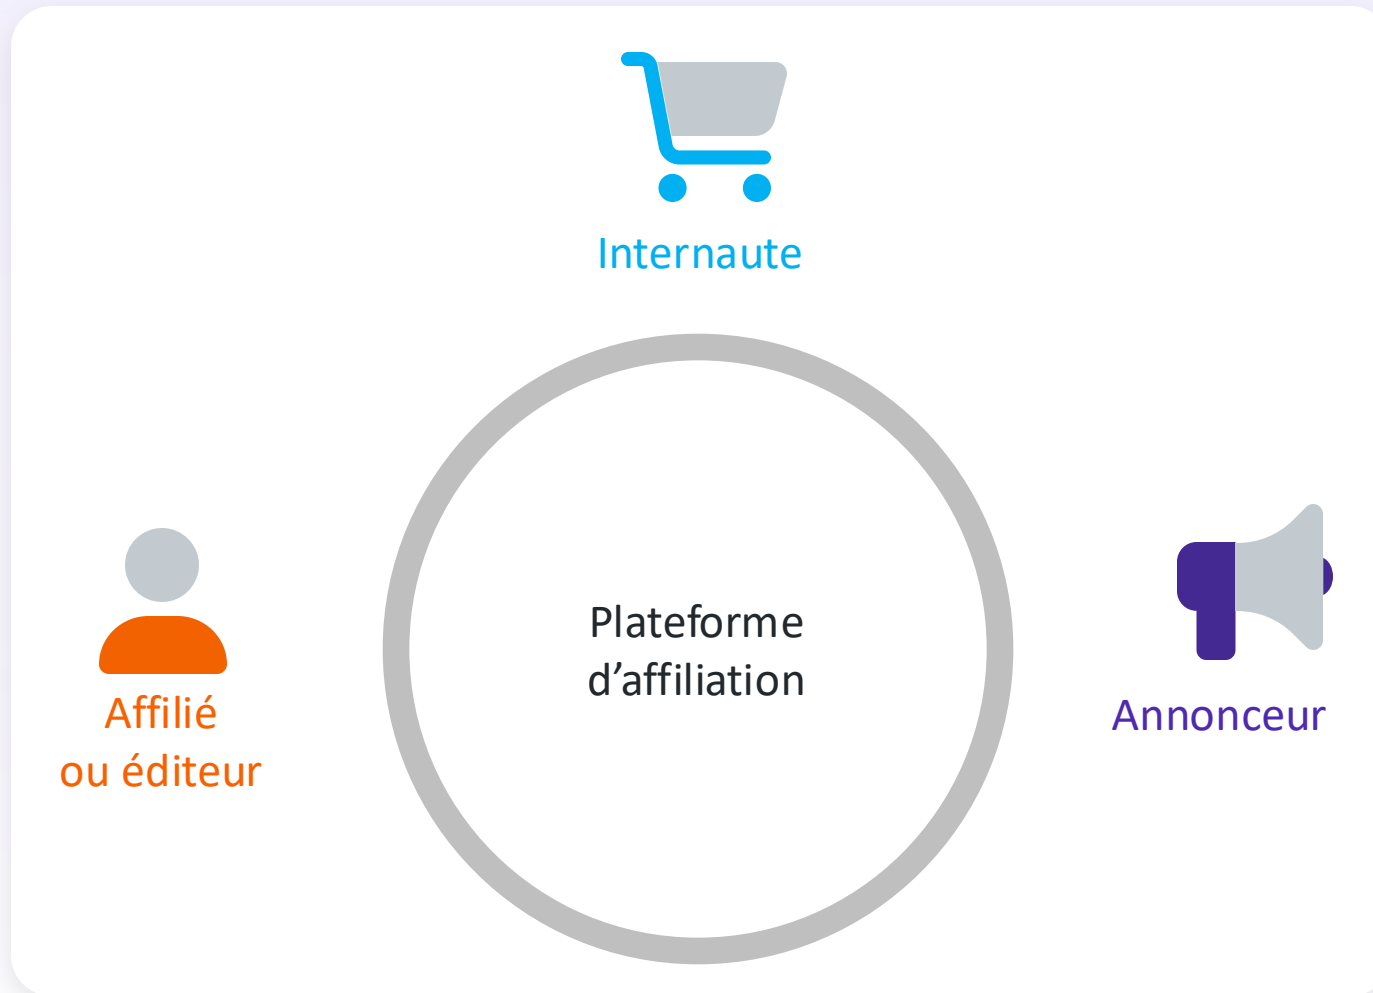 Internaute
Plateforme
d’affiliation
Affilié
ou éditeur
Annonceur